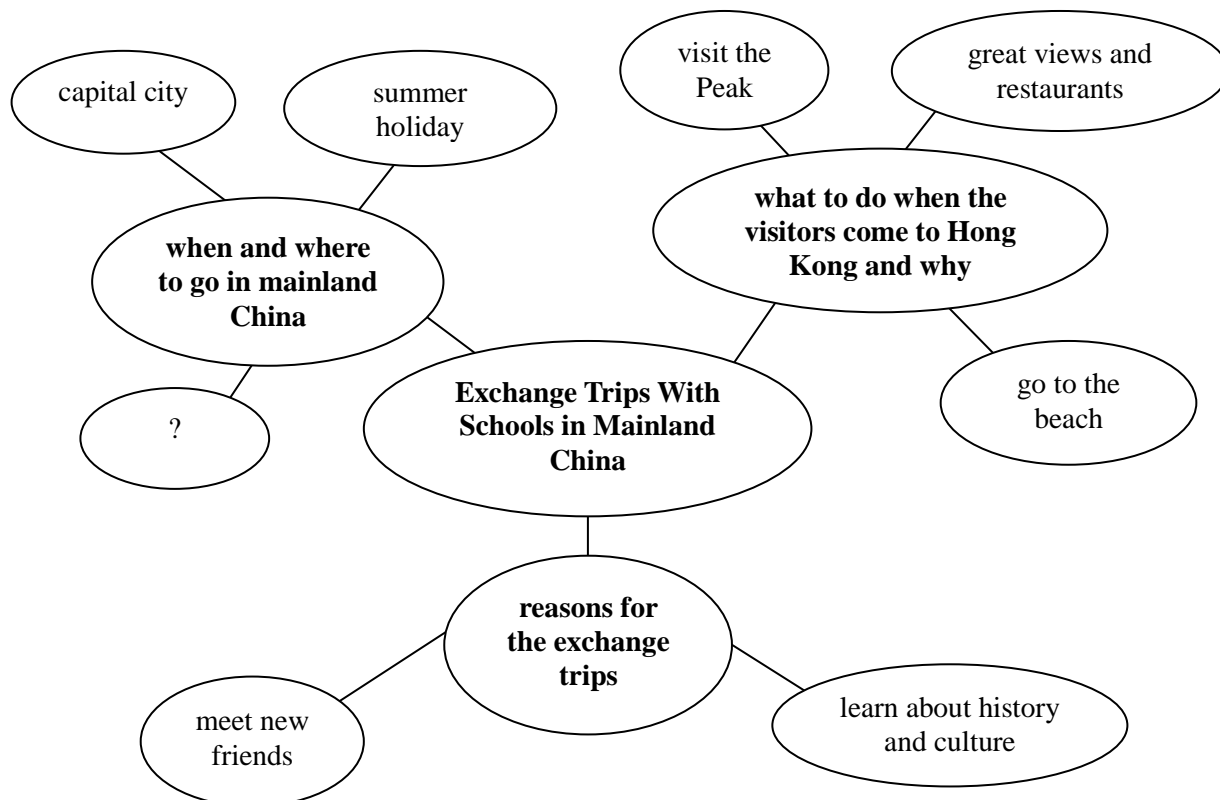 capital city
summer
holiday
visit the
Peak
great views and
restaurants
when and where
to go in mainland
China
what to do when the
visitors come to Hong
Kong and why
?
Exchange Trips With
Schools in Mainland
China
go to the
beach
reasons for
the exchange
trips
meet new
friends
learn about history
and culture